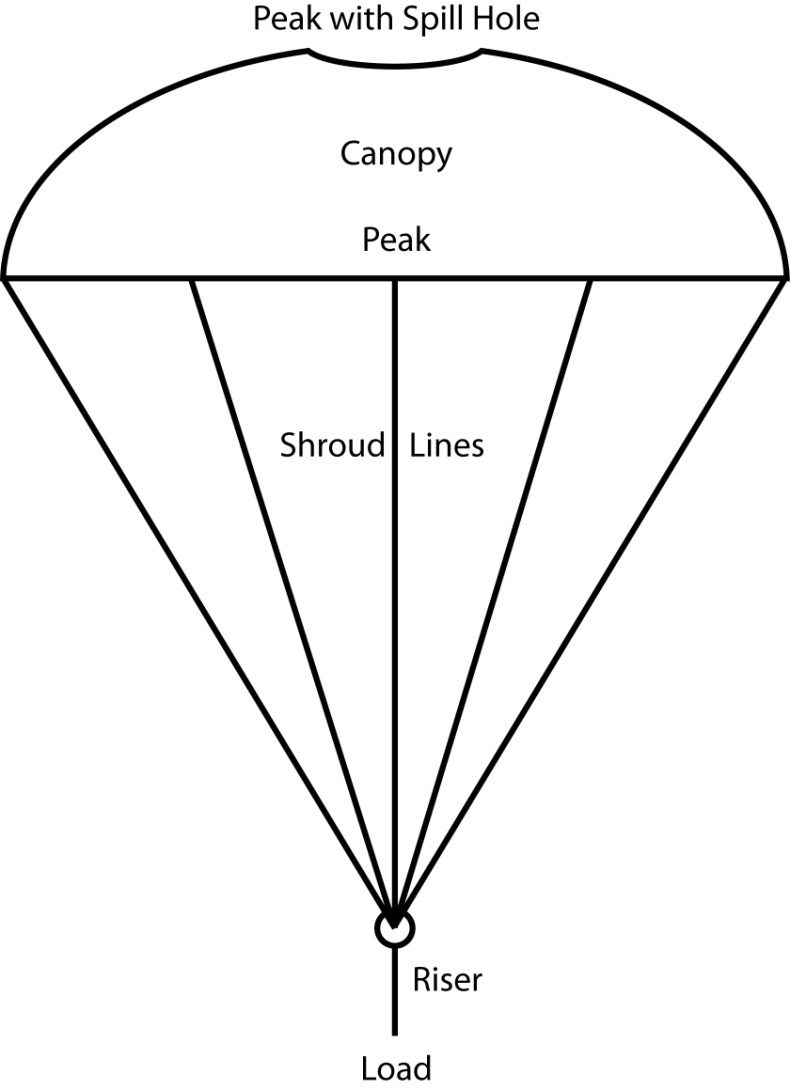 Peak with Spill Hole
Canopy
Peak
Shroud Lines
Riser
Load